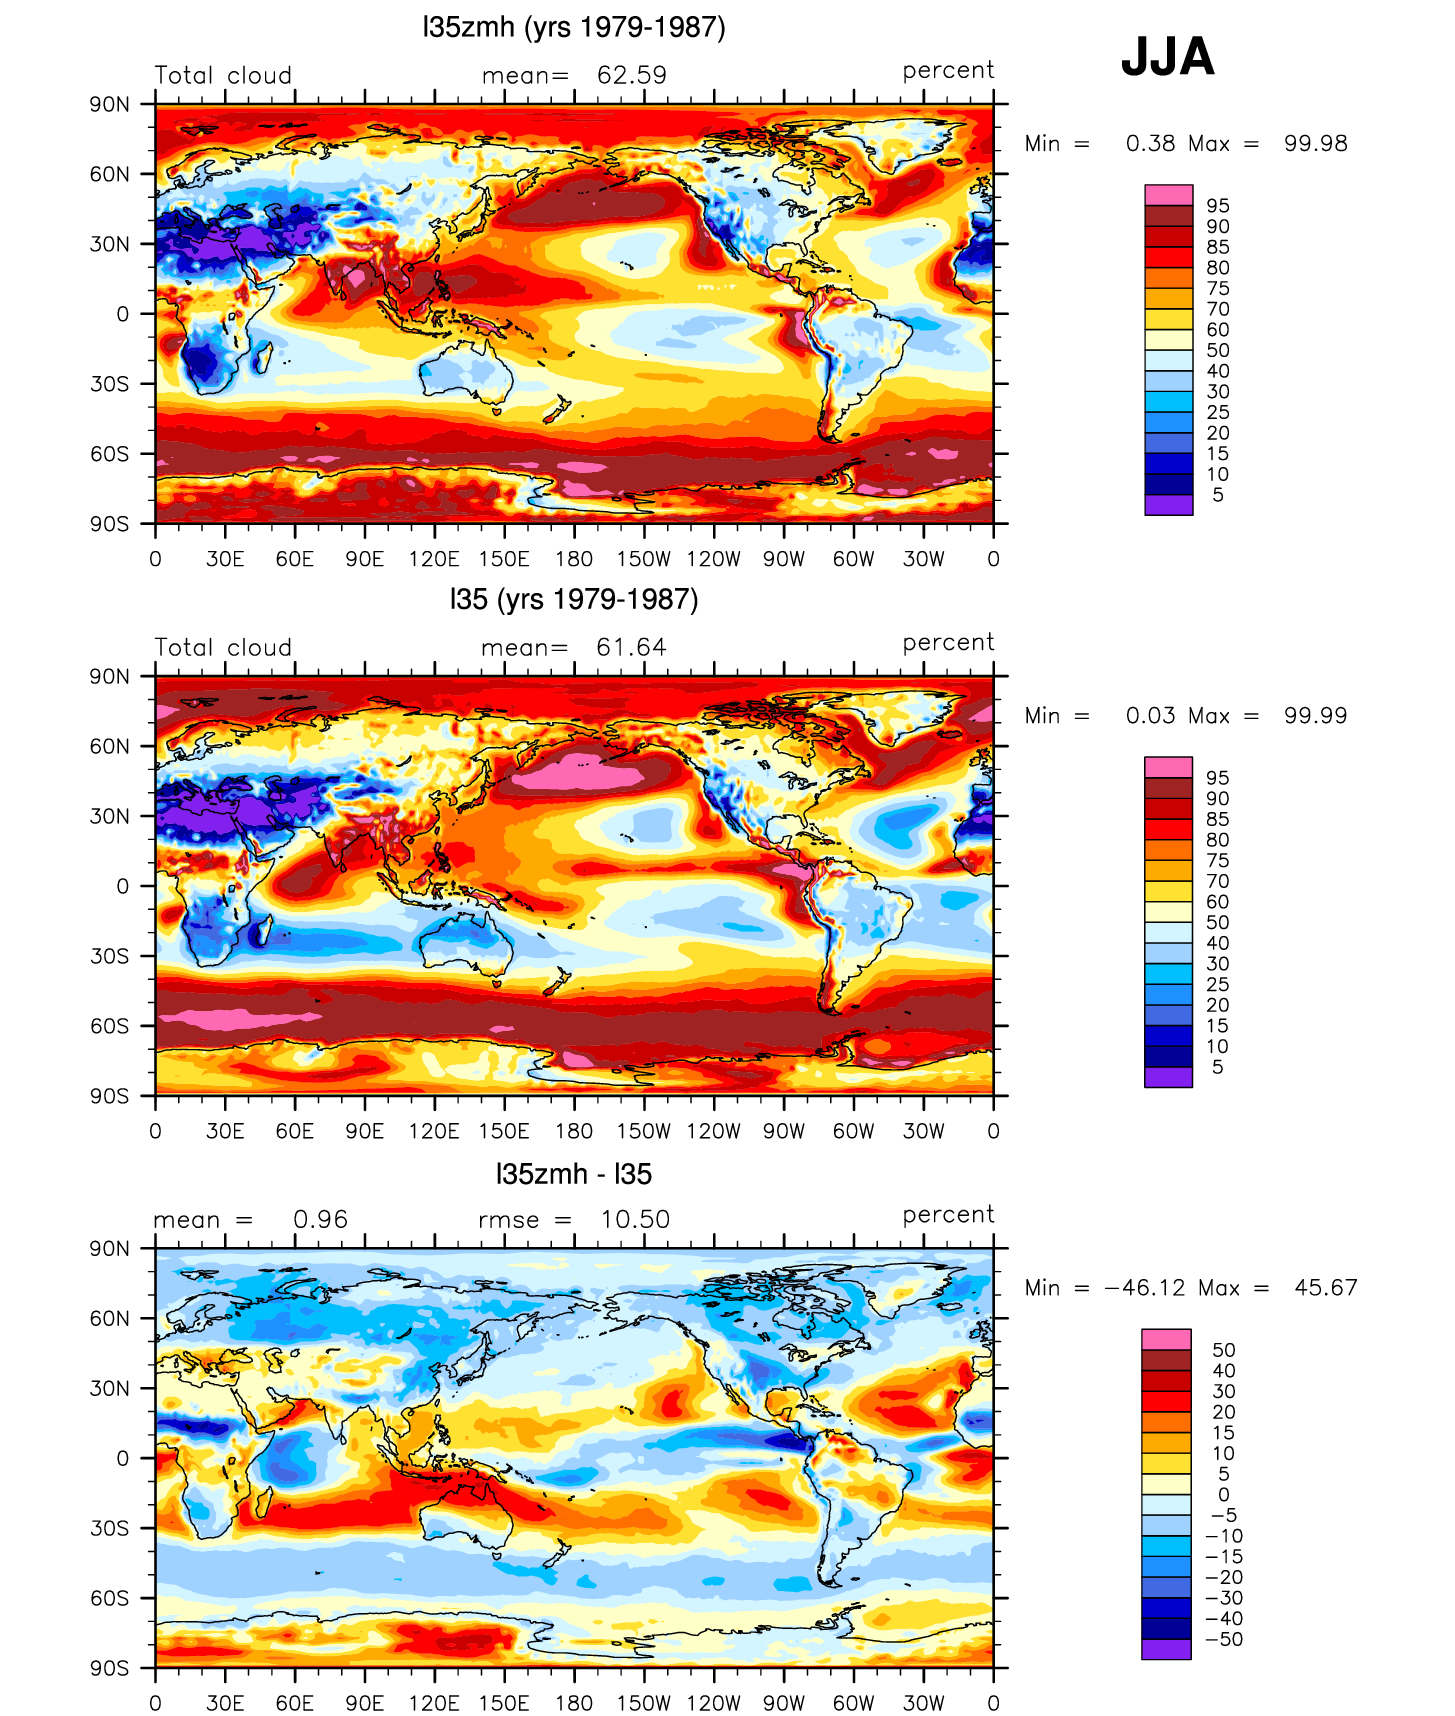 l35zmh (yrs 1979-1987)
JJA
Total cloud mean= 62.59 percent
Min = 0.38 Max = 99.98
90N
60N
30N
0
30S
60S
90S
0 30E 60E 90E 120E 150E 180 150W 120W 90W 60W 30W 0
95
90
85
80
75
70
60
50
40
30
25
20
15
10
5
l35 (yrs 1979-1987)
Total cloud mean= 61.64 percent
Min = 0.03 Max = 99.99
90N
60N
30N
0
30S
60S
90S
0 30E 60E 90E 120E 150E 180 150W 120W 90W 60W 30W 0
95
90
85
80
75
70
60
50
40
30
25
20
15
10
5
l35zmh - l35
mean = 0.96 rmse = 10.50 percent
Min = −46.12 Max = 45.67
90N
60N
30N
0
30S
60S
90S
0 30E 60E 90E 120E 150E 180 150W 120W 90W 60W 30W 0
50
40
30
20
15
10
5
0
−5
−10
−15
−20
−30
−40
−50